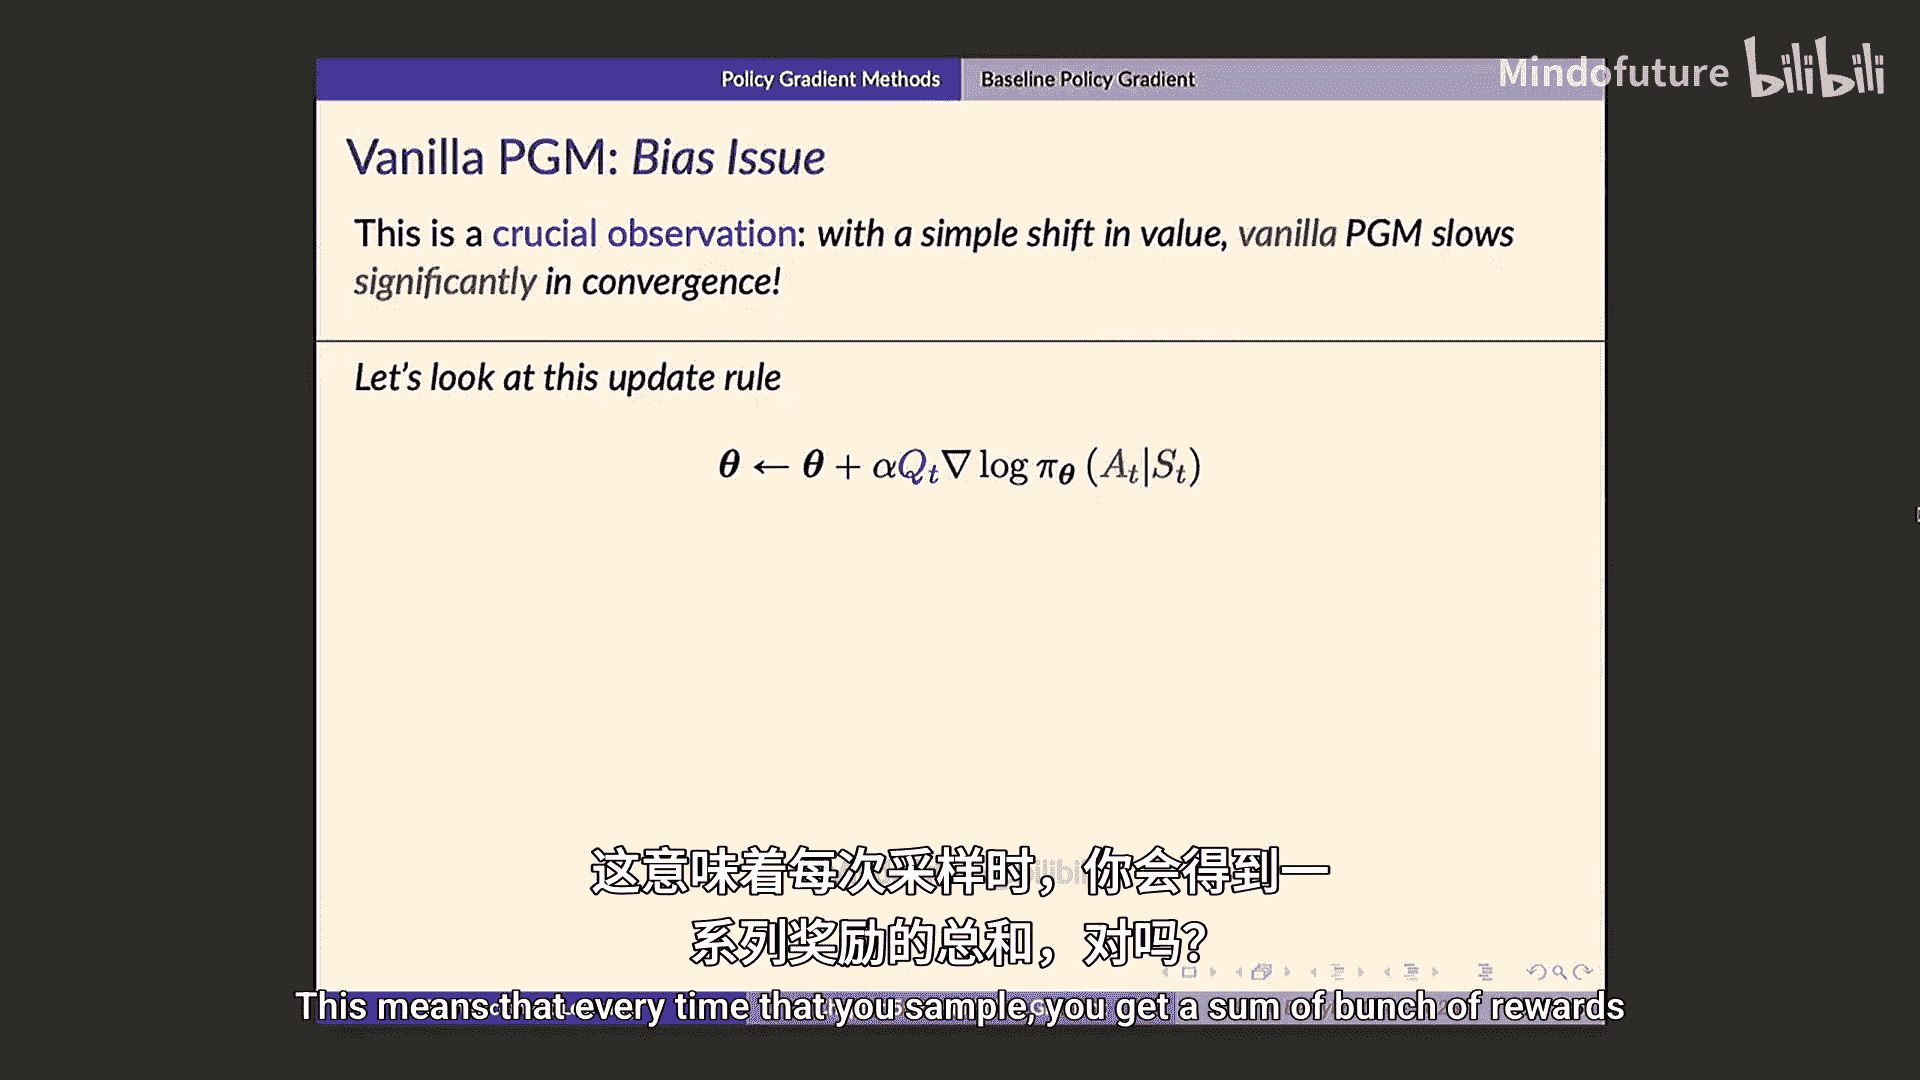 Policy Gradient Methods
Baseline Policy Gradient
Mindofuture bilibili
Vanilla PGM: Bias Issue
This is a crucial observation: with a simple shift in value, vanilla PGM slows
significantly in convergence!
Let's look at this update rule
θ ← θ + αQ_t∇ log π_θ (A_t|S_t)
这意味着每次采样时，你会得到一
系列奖励的总和，对吗？
This means that every time that you sample, you get a sum of bunch of rewards